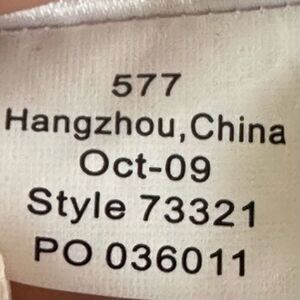 577
Hangzhou,China
Oct-09
Style 73321
PO 036011